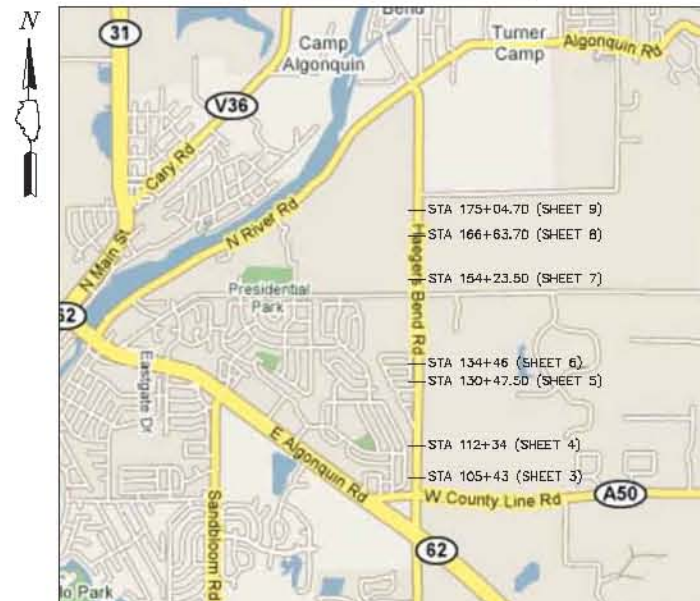 N
31
Bend
Camp
Algonquin
Turner
Camp
Algonquin Rd
V36
Cary Rd
N River Rd
N Main St
STA 175+04.70 (SHEET 9)
STA 166+63.70 (SHEET 8)
Haegers Bend Rd
STA 154+23.50 (SHEET 7)
Presidential
Park
62
Eastgate Dr
STA 134+46 (SHEET 6)
STA 130+47.50 (SHEET 5)
STA 112+34 (SHEET 4)
E Algonquin Rd
STA 105+43 (SHEET 3)
W County Line Rd
A50
Sandbloom Rd
62
lo Park